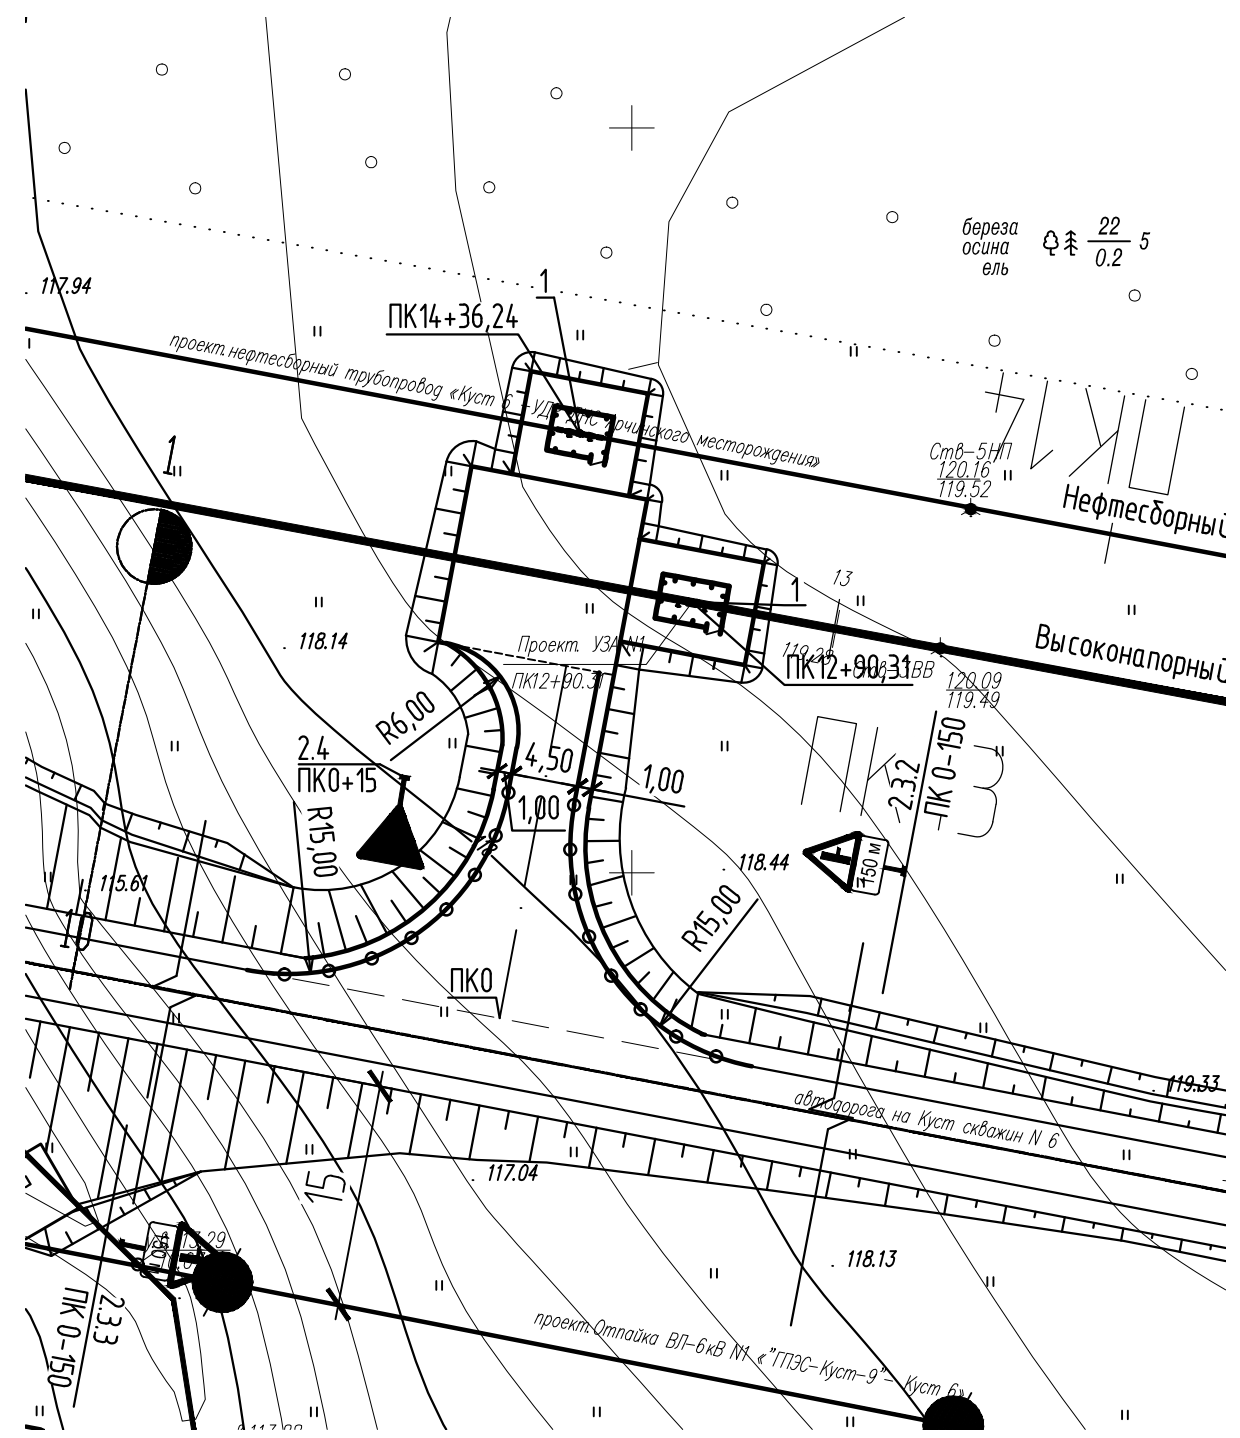 береза
осина
ель
22
0.2
5
117.94
1
ПК14+36,24
проект.нефтесборный трубопровод «Куст 6
месторождения»
1
Ств-5НП
120.16
119.52
Нефтесборный
13
1
118.14
Проект. УЗА N1
ПК12+90.31
ПК12+90,31
Высоконапорный
120.09
119.49
R6,00
2.4
ПК0+15
4,50
1,00
1,00
R15,00
2.3.2
ПК 0-150
150 м
118.44
115.61
10
R15,00
ПК0
119.33
автодорога на Куст скважин N 6
117.04
15
118.13
2.3.3
ПК 0-150
проект.Отпайка ВЛ-6кВ N1 «"ГПЭС-Куст-9"- Куст 6»